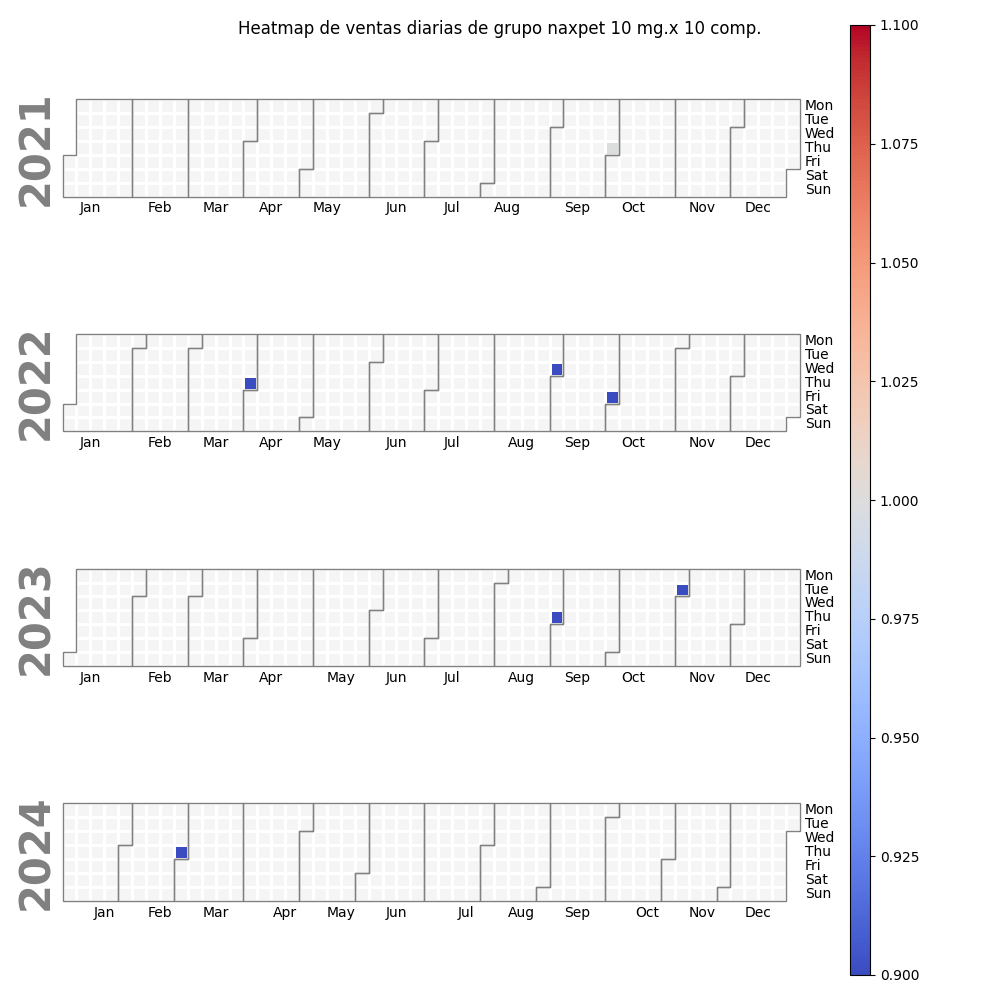 Heatmap de ventas diarias de grupo naxpet 10 mg.x 10 comp.
2021
Mon
Tue
Wed
Thu
Fri
Sat
Sun
Jan Feb Mar Apr May Jun Jul Aug Sep Oct Nov Dec
2022
Mon
Tue
Wed
Thu
Fri
Sat
Sun
Jan Feb Mar Apr May Jun Jul Aug Sep Oct Nov Dec
2023
Mon
Tue
Wed
Thu
Fri
Sat
Sun
Jan Feb Mar Apr May Jun Jul Aug Sep Oct Nov Dec
2024
Mon
Tue
Wed
Thu
Fri
Sat
Sun
Jan Feb Mar Apr May Jun Jul Aug Sep Oct Nov Dec
1.100
1.075
1.050
1.025
1.000
0.975
0.950
0.925
0.900